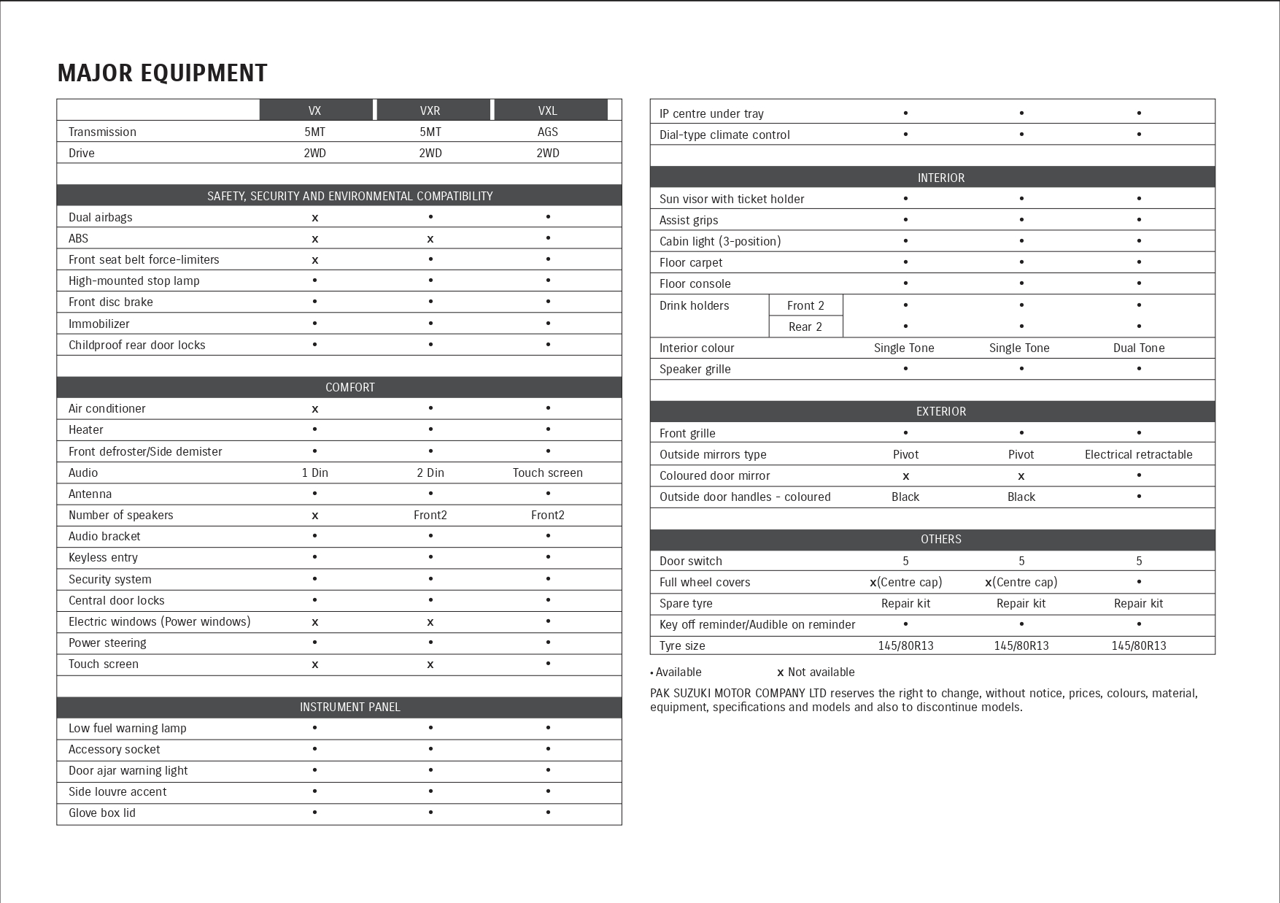 MAJOR EQUIPMENT
VX VXR VXL
Transmission 5MT 5MT AGS
Drive 2WD 2WD 2WD
SAFETY, SECURITY AND ENVIRONMENTAL COMPATIBILITY
Dual airbags x • •
ABS x x •
Front seat belt force-limiters x • •
High-mounted stop lamp • • •
Front disc brake • • •
Immobilizer • • •
Childproof rear door locks • • •
COMFORT
Air conditioner x • •
Heater • • •
Front defroster/Side demister • • •
Audio 1 Din 2 Din Touch screen
Antenna • • •
Number of speakers x Front2 Front2
Audio bracket • • •
Keyless entry • • •
Security system • • •
Central door locks • • •
Electric windows (Power windows) x x •
Power steering • • •
Touch screen x x •
INSTRUMENT PANEL
Low fuel warning lamp • • •
Accessory socket • • •
Door ajar warning light • • •
Side louvre accent • • •
Glove box lid • • •
IP centre under tray • • •
Dial-type climate control • • •
INTERIOR
Sun visor with ticket holder • • •
Assist grips • • •
Cabin light (3-position) • • •
Floor carpet • • •
Floor console • • •
Drink holders Front 2 • • •
Rear 2 • • •
Interior colour Single Tone Single Tone Dual Tone
Speaker grille • • •
EXTERIOR
Front grille • • •
Outside mirrors type Pivot Pivot Electrical retractable
Coloured door mirror x x •
Outside door handles - coloured Black Black •
OTHERS
Door switch 5 5 5
Full wheel covers x(Centre cap) x(Centre cap) •
Spare tyre Repair kit Repair kit Repair kit
Key off reminder/Audible on reminder • • •
Tyre size 145/80R13 145/80R13 145/80R13
• Available x Not available
PAK SUZUKI MOTOR COMPANY LTD reserves the right to change, without notice, prices, colours, material,
equipment, specifications and models and also to discontinue models.